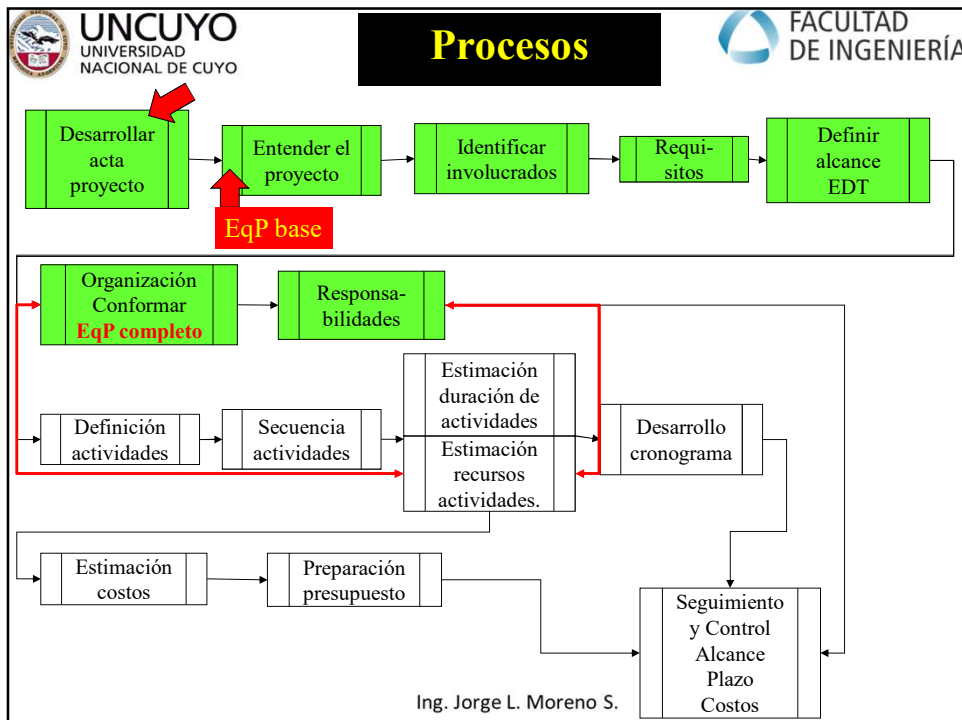 UNCUYO
UNIVERSIDAD
NACIONAL DE CUYO
Procesos
FACULTAD
DE INGENIERÍA
Desarrollar
acta
proyecto
Entender el
proyecto
Identificar
involucrados
Requi-
sitos
Definir
alcance
EDT
EqP base
Organización
Conformar
EqP completo
Responsa-
bilidades
Estimación
duración de
actividades
Definición
actividades
Secuencia
actividades
Estimación
recursos
actividades.
Desarrollo
cronograma
Estimación
costos
Preparación
presupuesto
Seguimiento
y Control
Alcance
Plazo
Costos
Ing. Jorge L. Moreno S.